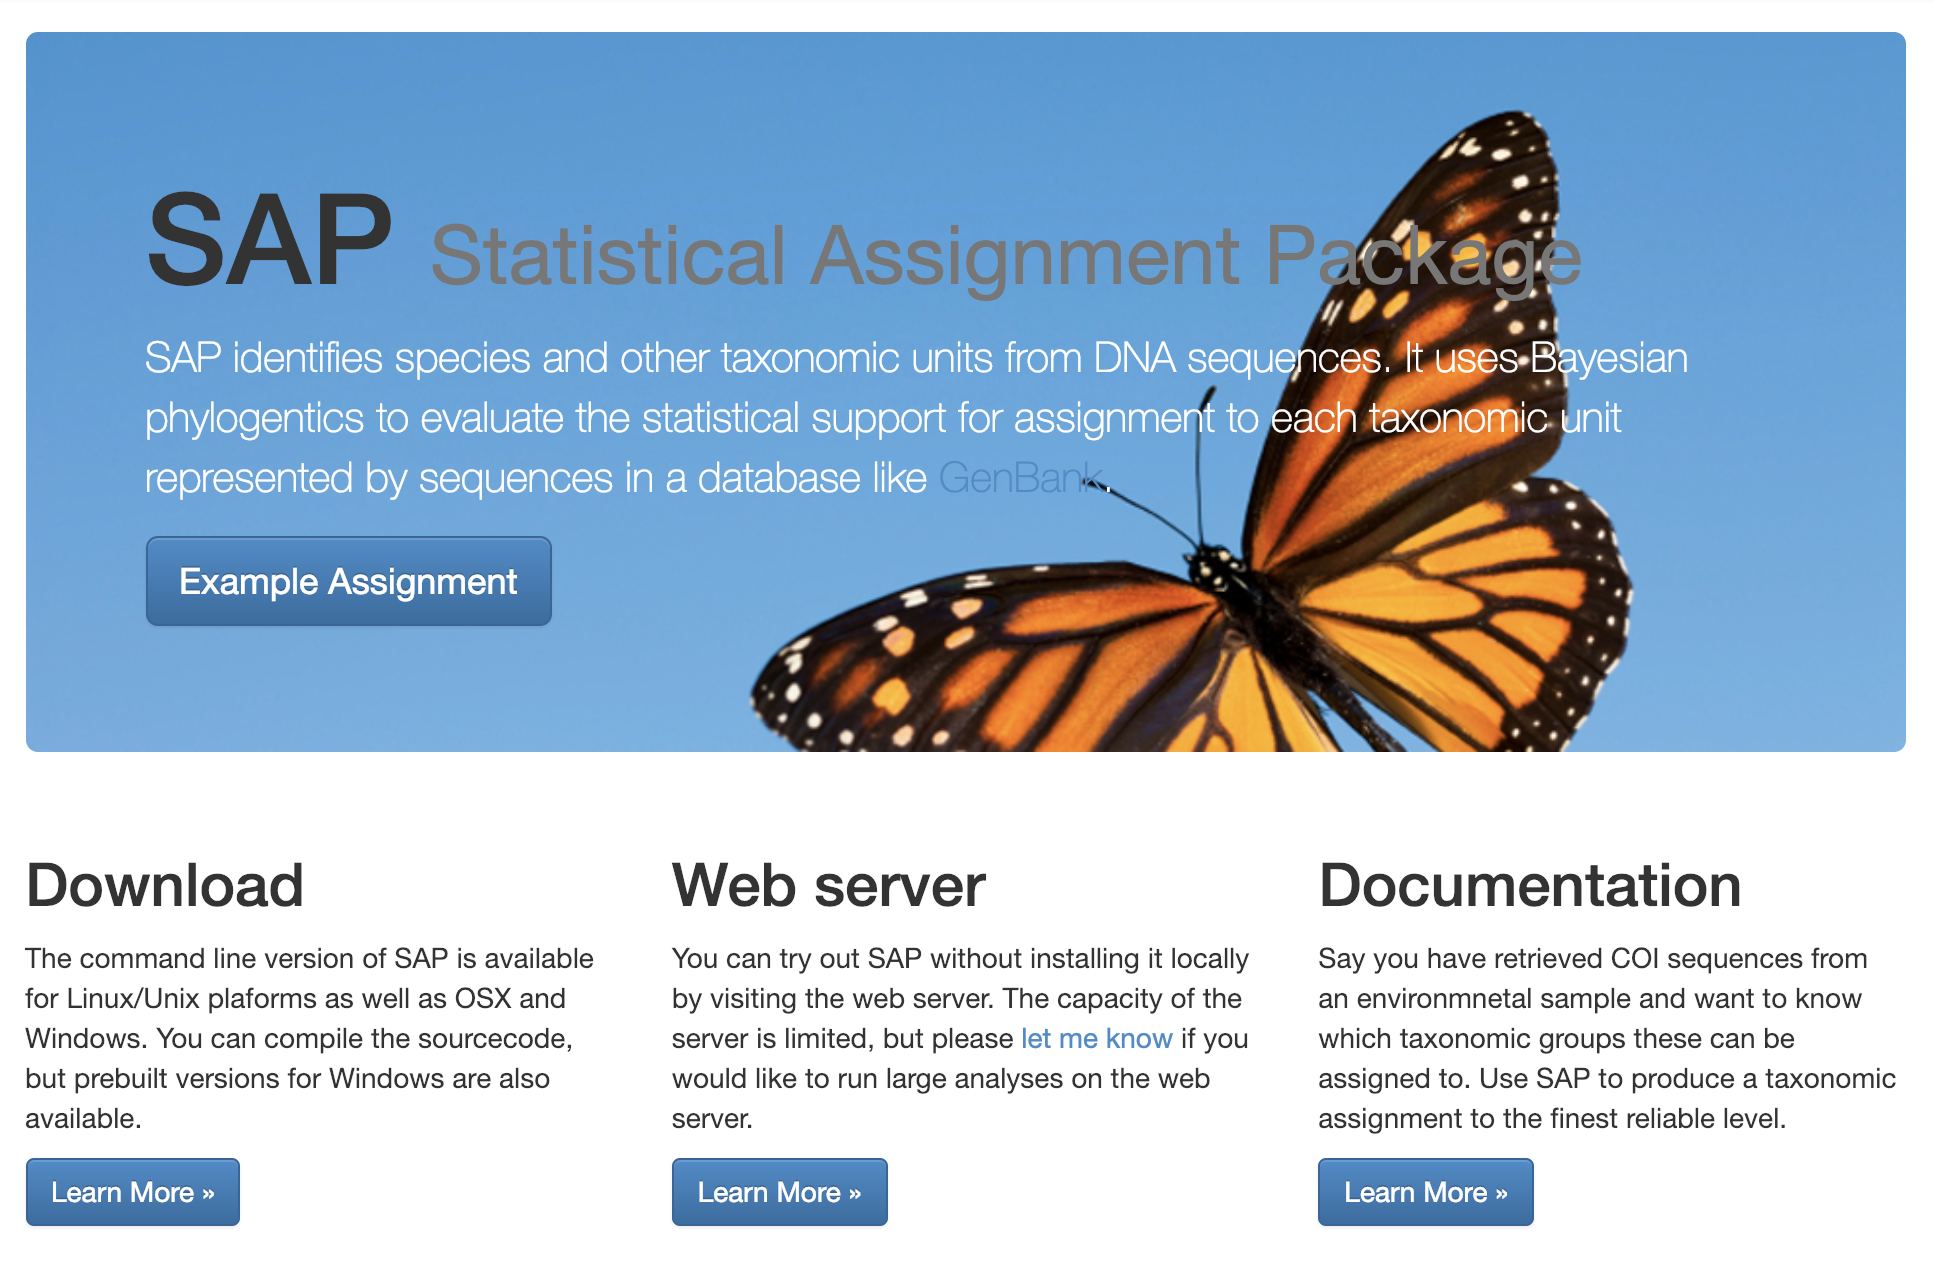 SAP Statistical Assignment Package
SAP identifies species and other taxonomic units from DNA sequences. It uses Bayesian
phylogentics to evaluate the statistical support for assignment to each taxonomic unit
represented by sequences in a database like GenBank.
Example Assignment
Download
The command line version of SAP is available
for Linux/Unix plaforms as well as OSX and
Windows. You can compile the sourcecode,
but prebuilt versions for Windows are also
available.
Learn More »
Web server
You can try out SAP without installing it locally
by visiting the web server. The capacity of the
server is limited, but please let me know if you
would like to run large analyses on the web
server.
Learn More »
Documentation
Say you have retrieved COI sequences from
an environmnetal sample and want to know
which taxonomic groups these can be
assigned to. Use SAP to produce a taxonomic
assignment to the finest reliable level.
Learn More »